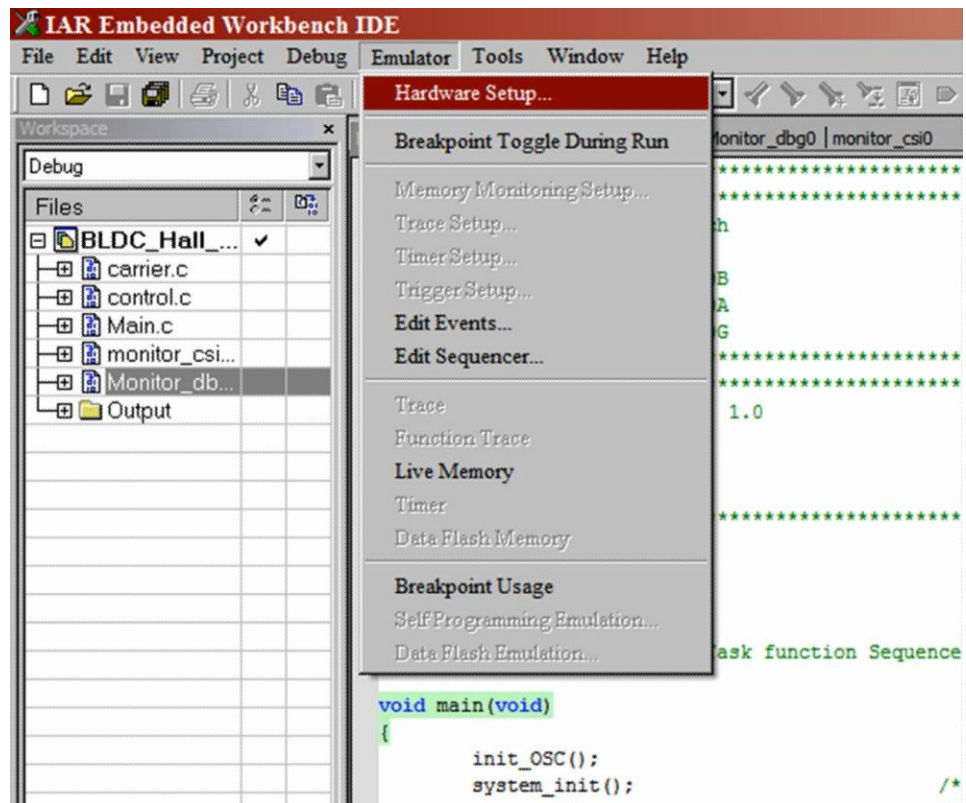 IAR Embedded Workbench IDE
File Edit View Project Debug Emulator Tools Window Help
Workspace
Debug
Files
BLDC_Hall_...
carrier.c
control.c
Main.c
monitor_csi...
Monitor_db...
Output
Hardware Setup...
Breakpoint Toggle During Run
Memory Monitoring Setup...
Trace Setup...
Timer Setup...
Trigger Setup...
Edit Events...
Edit Sequencer...
Trace
Function Trace
Live Memory
Timer
Data Flash Memory
Breakpoint Usage
Self Programming Emulation...
Data Flash Emulation...
Monitor_dbg0 | monitor_csi0
*********************
*********************
h
B
A
G
*********************
*********************
1.0
*********************
ask function Sequence
void main(void)
{
init_OSC();
system_init(); /*